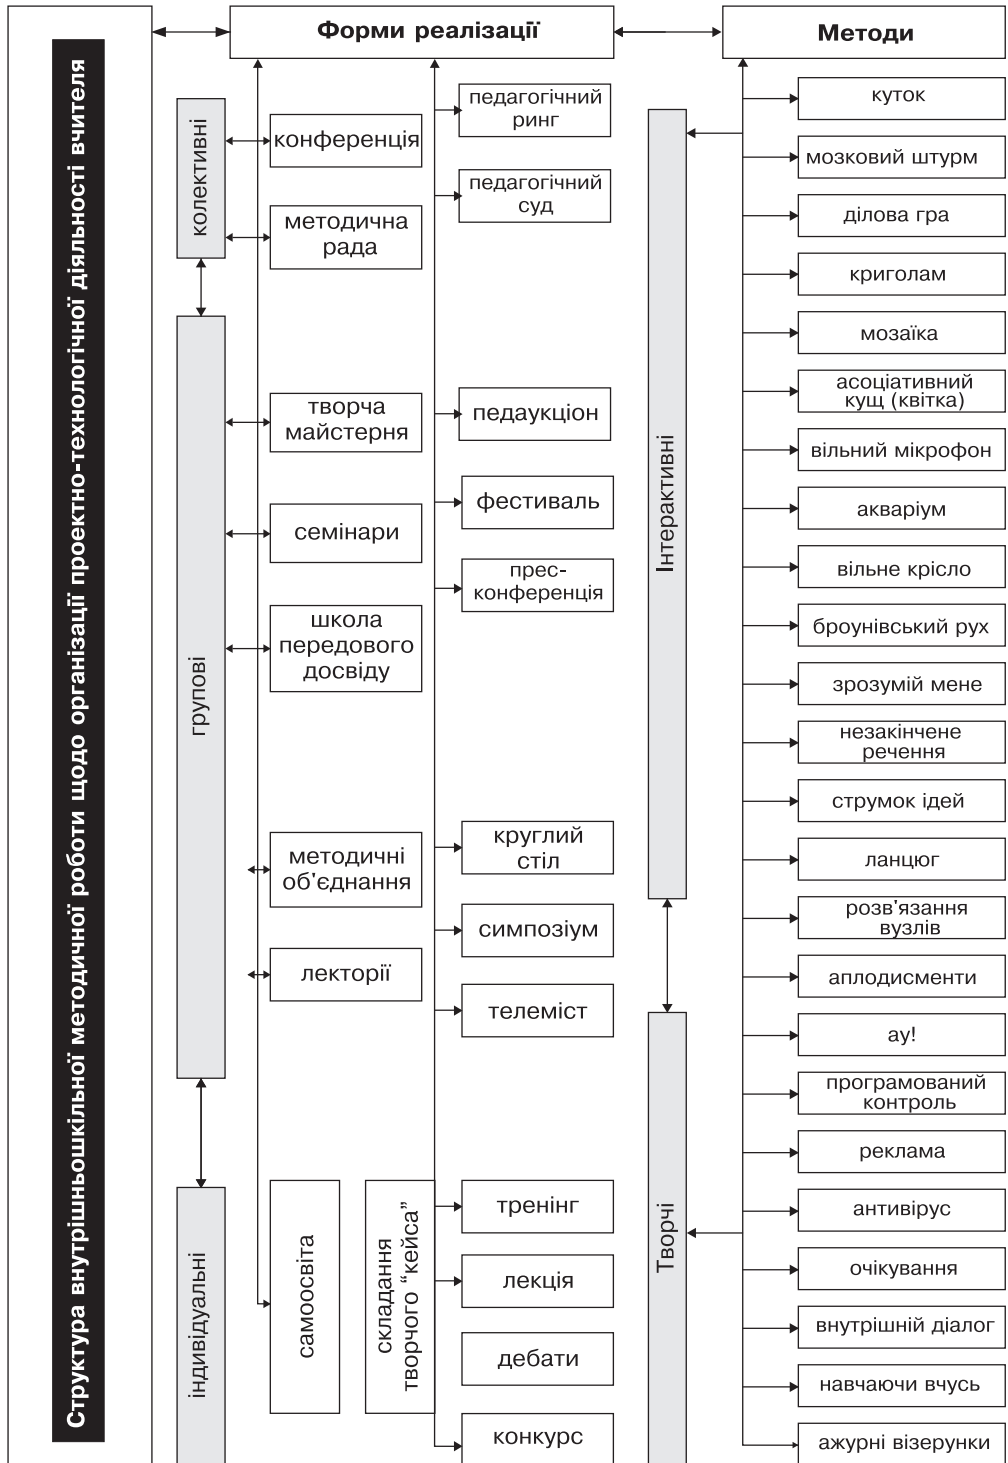 Структура внутрішньошкільної методичної роботи щодо організації проектно-технологічної діяльності вчителя
Форми реалізації
Методи
колективні
групові
індивідуальні
конференція
методична
рада
творча
майстерня
семінари
школа
передового
досвіду
методичні
об'єднання
лекторії
самоосвіта
складання
творчого “кейса”
педагогічний
ринг
педагогічний
суд
педаукціон
фестиваль
прес-
конференція
круглий
стіл
симпозіум
телеміст
тренінг
лекція
дебати
конкурс
Інтерактивні
Творчі
куток
мозковий штурм
ділова гра
криголам
мозаїка
асоціативний
кущ (квітка)
вільний мікрофон
акваріум
вільне крісло
броунівський рух
зрозумій мене
незакінчене
речення
струмок ідей
ланцюг
розв'язання
вузлів
аплодисменти
ау!
програмований
контроль
реклама
антивірус
очікування
внутрішній діалог
навчаючи вчусь
ажурні візерунки